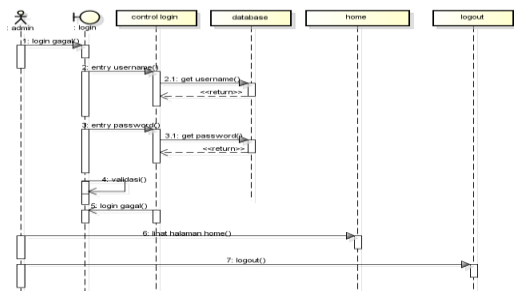 : admin
: login
control login
database
home
logout
1: login gagal()
2: entry username()
2.1: get username()
<<return>>
3: entry password()
3.1: get password()
<<return>>
4: validasi()
5: login gagal()
6: lihat halaman home()
7: logout()